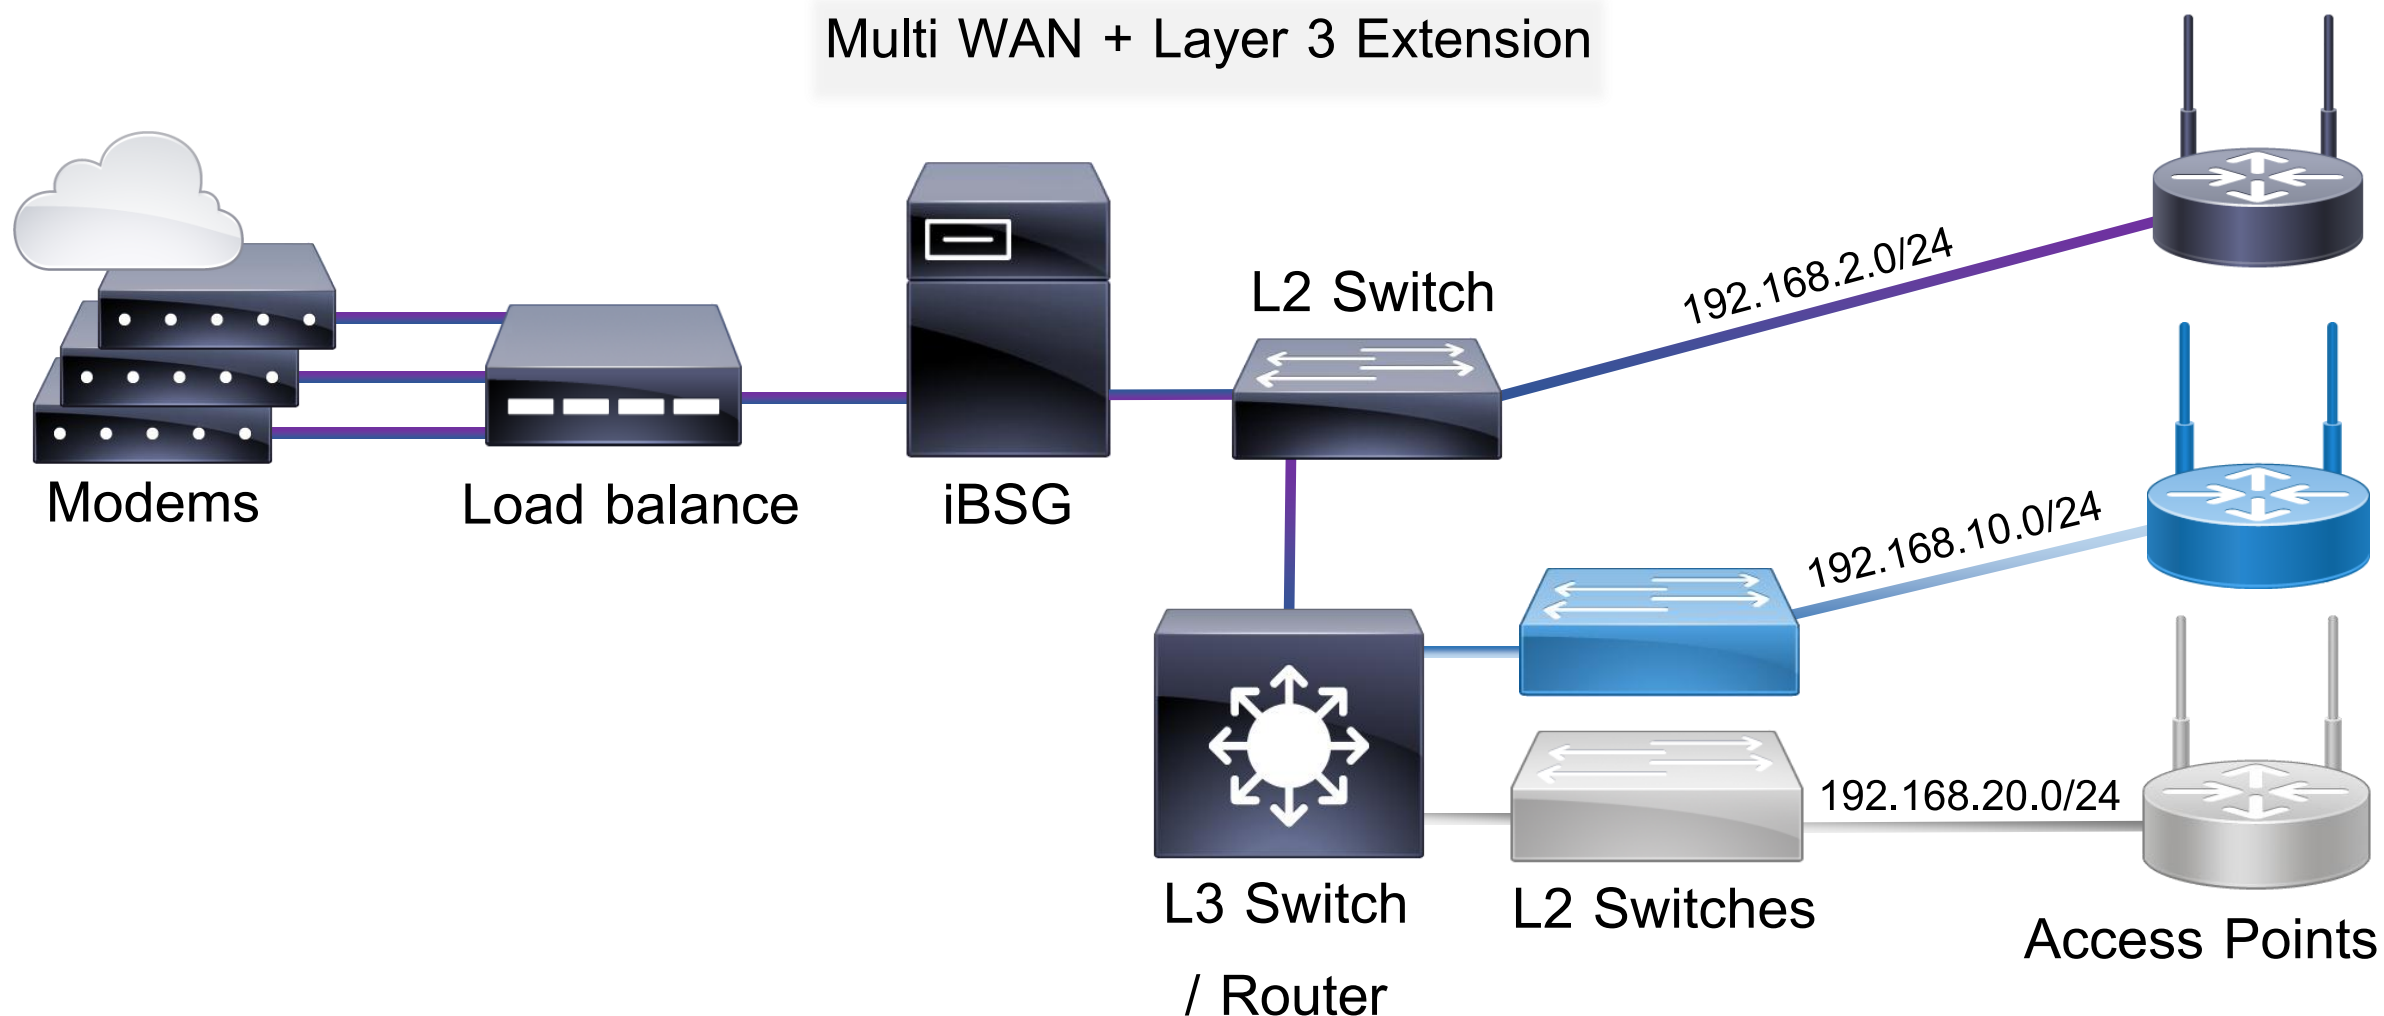 Multi WAN + Layer 3 Extension
192.168.2.0/24
L2 Switch
Modems
Load balance
iBSG
192.168.10.0/24
192.168.20.0/24
L3 Switch
/ Router
L2 Switches
Access Points